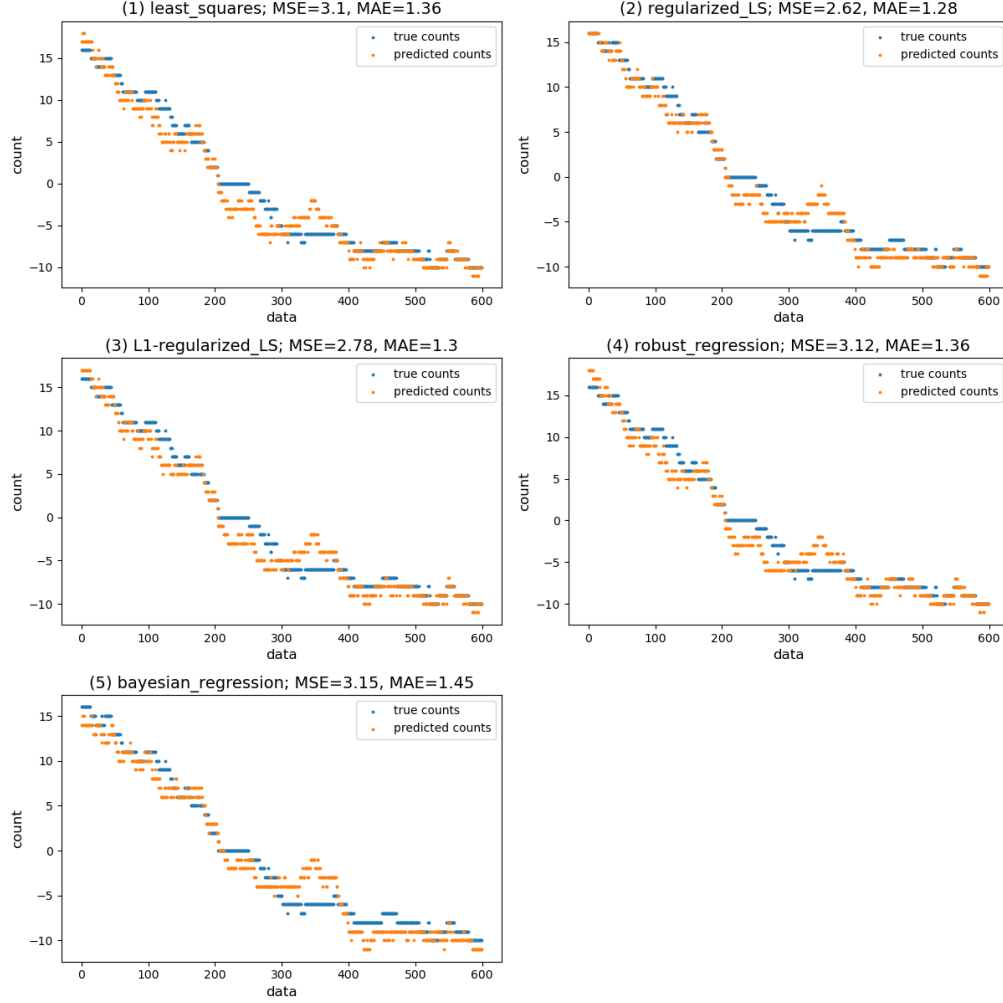 (1) least_squares; MSE=3.1, MAE=1.36
true counts
predicted counts
15
10
5
0
−5
−10
count
0 100 200 300 400 500 600
data
(2) regularized_LS; MSE=2.62, MAE=1.28
true counts
predicted counts
15
10
5
0
−5
−10
count
0 100 200 300 400 500 600
data
(3) L1-regularized_LS; MSE=2.78, MAE=1.3
true counts
predicted counts
15
10
5
0
−5
−10
count
0 100 200 300 400 500 600
data
(4) robust_regression; MSE=3.12, MAE=1.36
true counts
predicted counts
15
10
5
0
−5
−10
count
0 100 200 300 400 500 600
data
(5) bayesian_regression; MSE=3.15, MAE=1.45
true counts
predicted counts
15
10
5
0
−5
−10
count
0 100 200 300 400 500 600
data